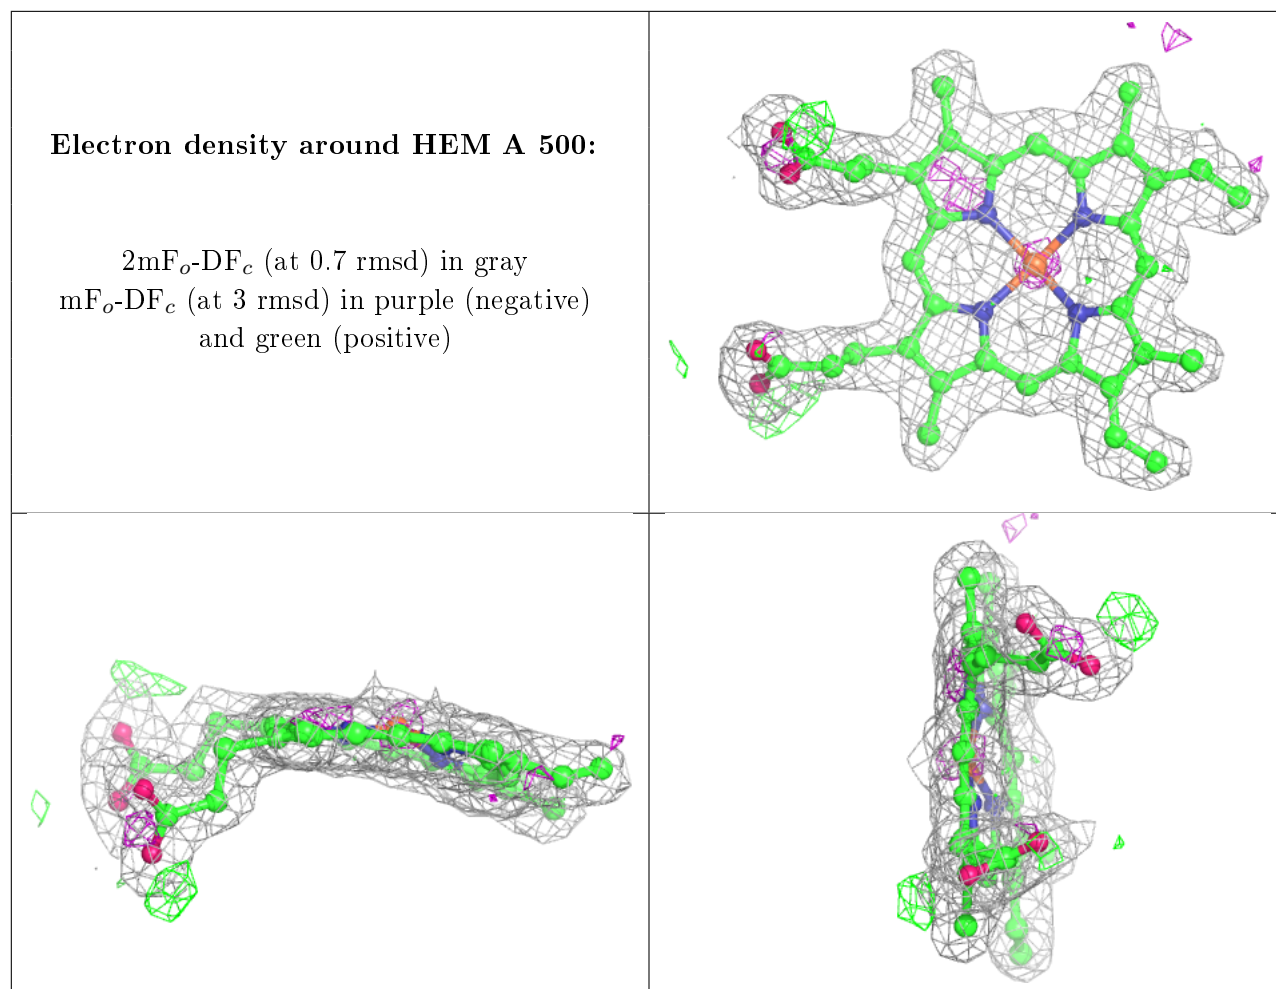 Electron density around HEM A 500:
2mFo-DFc (at 0.7 rmsd) in gray
mFo-DFc (at 3 rmsd) in purple (negative)
and green (positive)